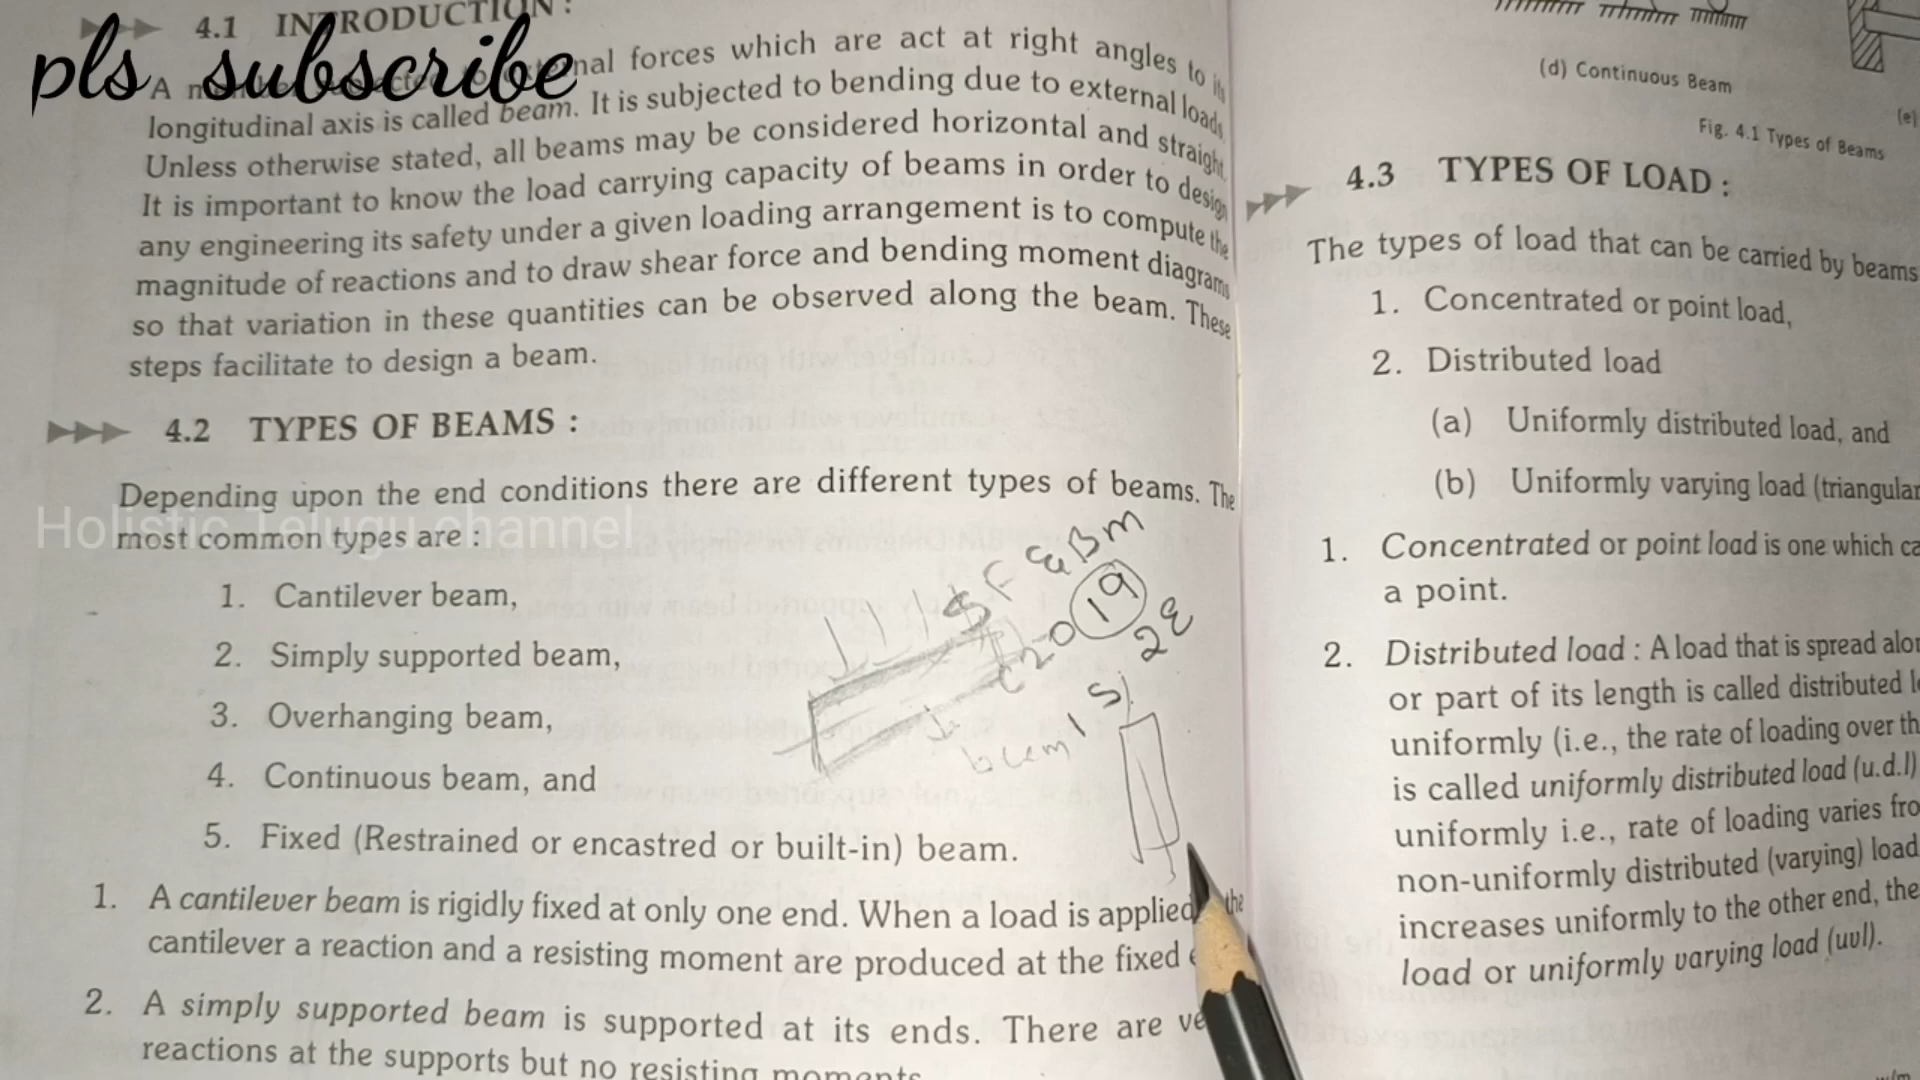 4.1 INTRODUCTION :
pls subscribe
A nal forces which are act at right angles to its
longitudinal axis is called beam. It is subjected to bending due to external loads.
Unless otherwise stated, all beams may be considered horizontal and straight.
It is important to know the load carrying capacity of beams in order to design
any engineering its safety under a given loading arrangement is to compute the
magnitude of reactions and to draw shear force and bending moment diagrams
so that variation in these quantities can be observed along the beam. These
steps facilitate to design a beam.
4.2 TYPES OF BEAMS :
Depending upon the end conditions there are different types of beams. The
Holistic Telugu channel
most common types are :
1. Cantilever beam,
2. Simply supported beam,
3. Overhanging beam,
4. Continuous beam, and
5. Fixed (Restrained or encastred or built-in) beam.
SF & BM
19
beam
1. A cantilever beam is rigidly fixed at only one end. When a load is applied the
cantilever a reaction and a resisting moment are produced at the fixed
2. A simply supported beam is supported at its ends. There are ve
reactions at the supports but no resisting moments
(d) Continuous Beam
(e)
Fig. 4.1 Types of Beams
4.3 TYPES OF LOAD :
The types of load that can be carried by beams
1. Concentrated or point load,
2. Distributed load
(a) Uniformly distributed load, and
(b) Uniformly varying load (triangular
1. Concentrated or point load is one which ca
a point.
2. Distributed load : A load that is spread alon
or part of its length is called distributed l
uniformly (i.e., the rate of loading over th
is called uniformly distributed load (u.d.l)
uniformly i.e., rate of loading varies fro
non-uniformly distributed (varying) load
increases uniformly to the other end, the
load or uniformly varying load (uvl).